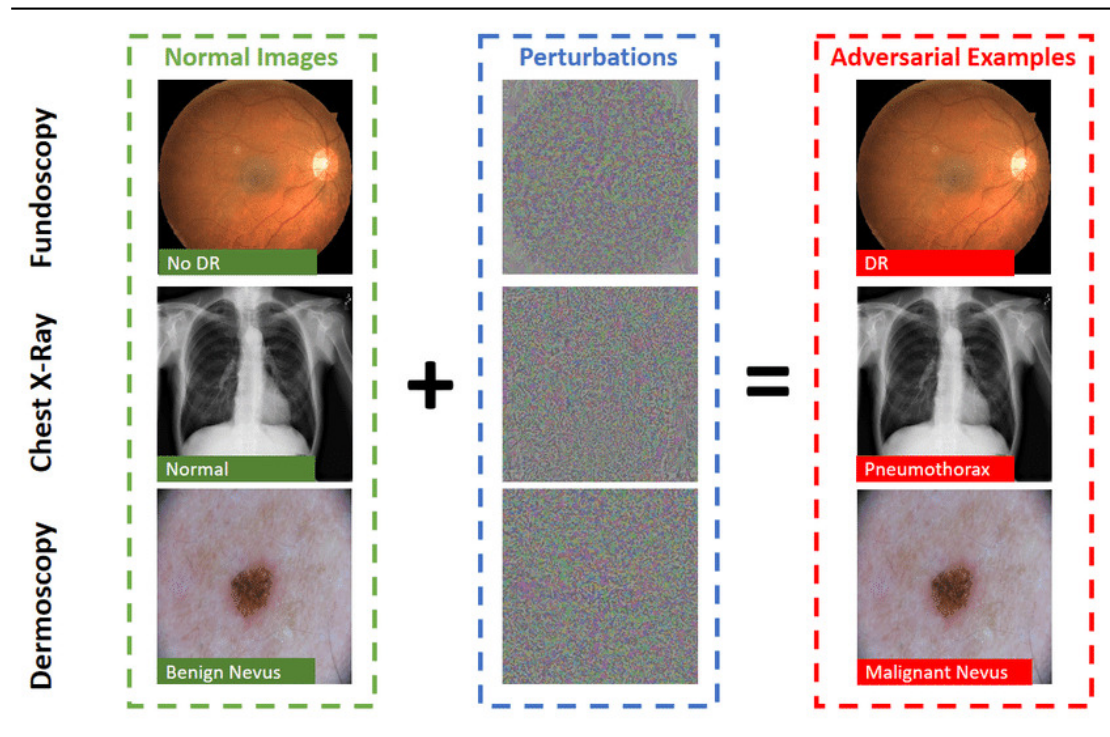 Normal Images
Perturbations
Adversarial Examples
Fundoscopy
No DR
DR
Chest X-Ray
+
=
Normal
Pneumothorax
Dermoscopy
Benign Nevus
Malignant Nevus